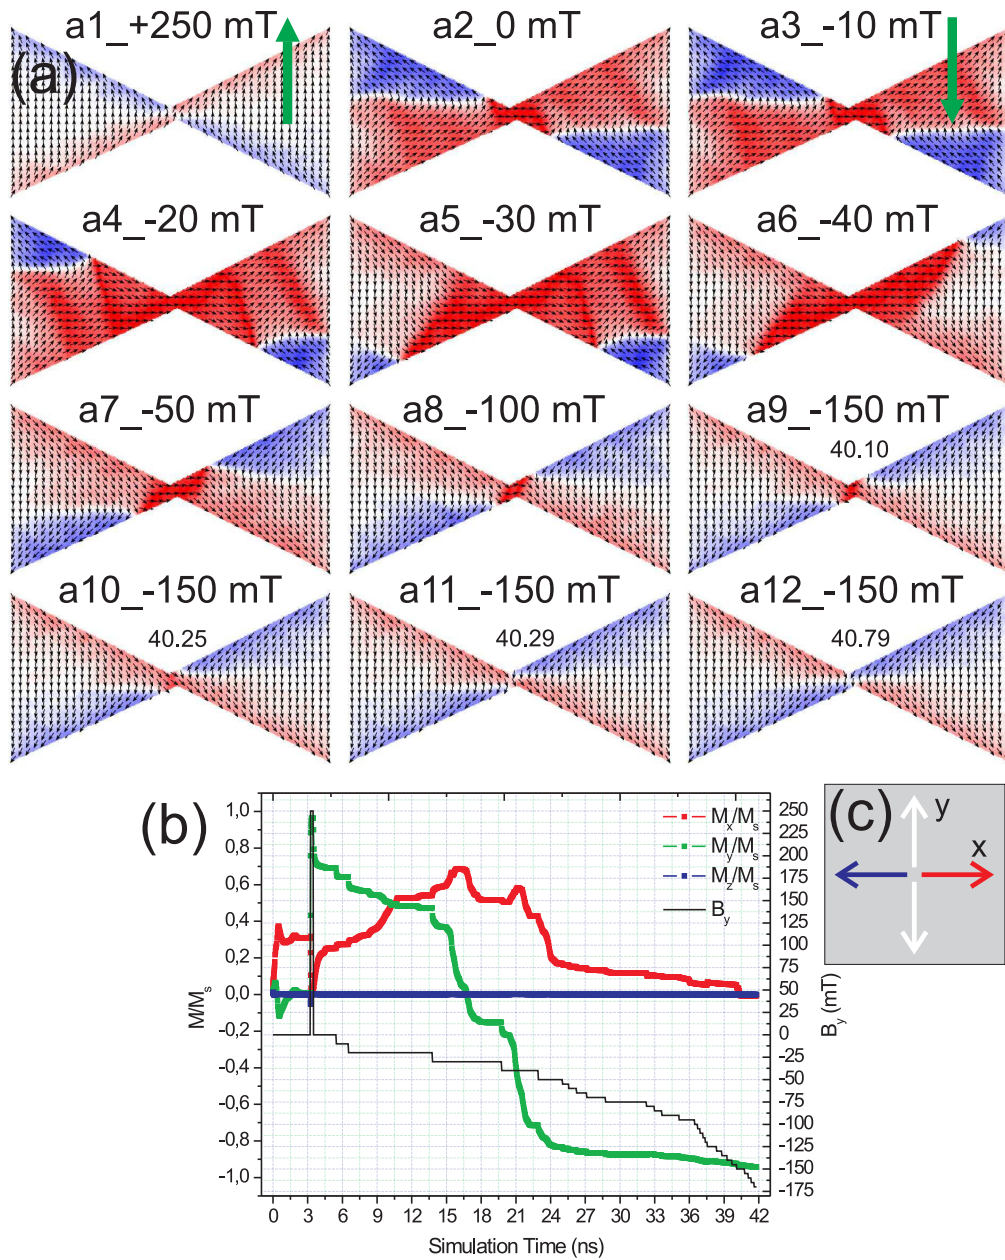 a1_+250 mT a2_0 mT a3_-10 mT
(a)
a4_-20 mT a5_-30 mT a6_-40 mT
a7_-50 mT a8_-100 mT a9_-150 mT
40.10
a10_-150 mT a11_-150 mT a12_-150 mT
40.25 40.29 40.79
(b)
M/Mₛ
1,0
0,8
0,6
0,4
0,2
0,0
-0,2
-0,4
-0,6
-0,8
-1,0
Mₓ/Mₛ
M_y/Mₛ
M_z/Mₛ
B_y
250
225
200
175
150
125
100
75
50
25
0
-25
-50
-75
-100
-125
-150
-175
B_y (mT)
0 3 6 9 12 15 18 21 24 27 30 33 36 39 42
Simulation Time (ns)
(c)
y
x